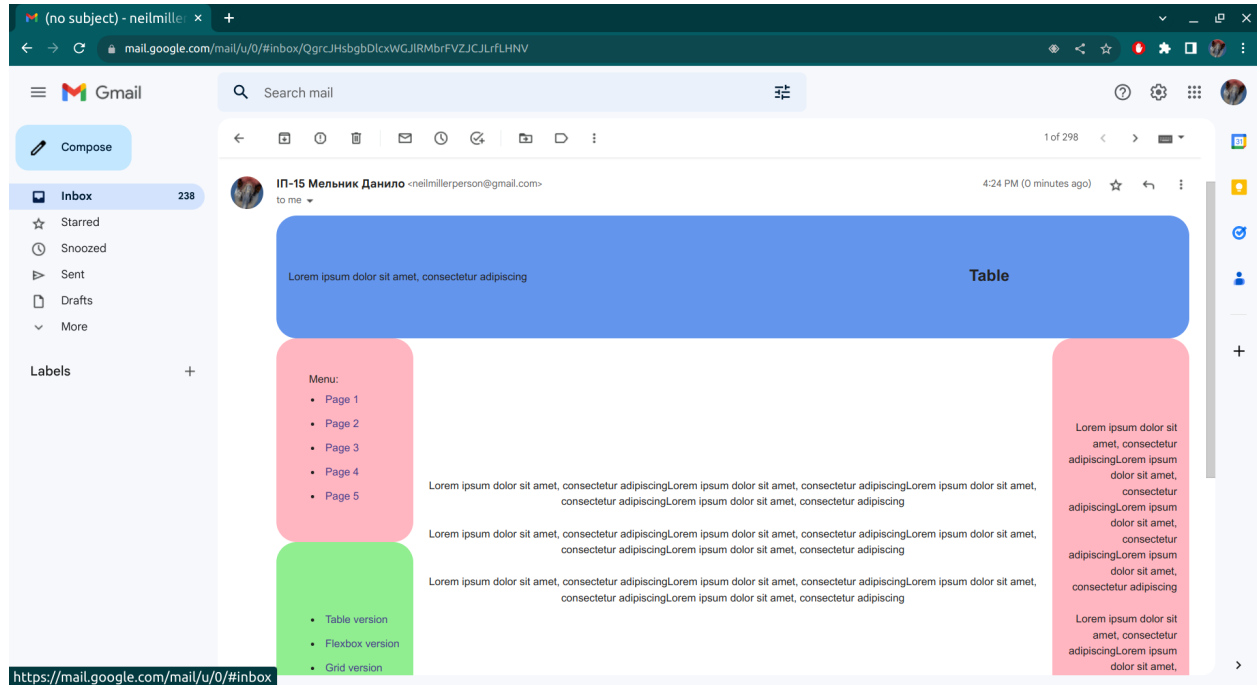 (no subject) - neilmille
mail.google.com/mail/u/0/#inbox/QgrcJHsbgbDlcxWGJlRMbrFVZJCJLrfLHNV
Gmail
Search mail
Compose
1 of 298
31
Inbox 238
Starred
Snoozed
Sent
Drafts
More
Labels
ІП-15 Мельник Данило <neilmillerperson@gmail.com>
4:24 PM (0 minutes ago)
to me
Lorem ipsum dolor sit amet, consectetur adipiscing
Table
Menu:
Page 1
Page 2
Page 3
Page 4
Page 5
Table version
Flexbox version
Grid version
Lorem ipsum dolor sit amet, consectetur adipiscingLorem ipsum dolor sit amet, consectetur adipiscingLorem ipsum dolor sit amet,
consectetur adipiscingLorem ipsum dolor sit amet, consectetur adipiscing
Lorem ipsum dolor sit amet, consectetur adipiscingLorem ipsum dolor sit amet, consectetur adipiscingLorem ipsum dolor sit amet,
consectetur adipiscingLorem ipsum dolor sit amet, consectetur adipiscing
Lorem ipsum dolor sit amet, consectetur adipiscingLorem ipsum dolor sit amet, consectetur adipiscingLorem ipsum dolor sit amet,
consectetur adipiscingLorem ipsum dolor sit amet, consectetur adipiscing
Lorem ipsum dolor sit
amet, consectetur
adipiscingLorem ipsum
dolor sit amet,
consectetur
adipiscingLorem ipsum
dolor sit amet,
consectetur
adipiscingLorem ipsum
dolor sit amet,
consectetur adipiscing
Lorem ipsum dolor sit
amet, consectetur
adipiscingLorem ipsum
dolor sit amet,
https://mail.google.com/mail/u/0/#inbox